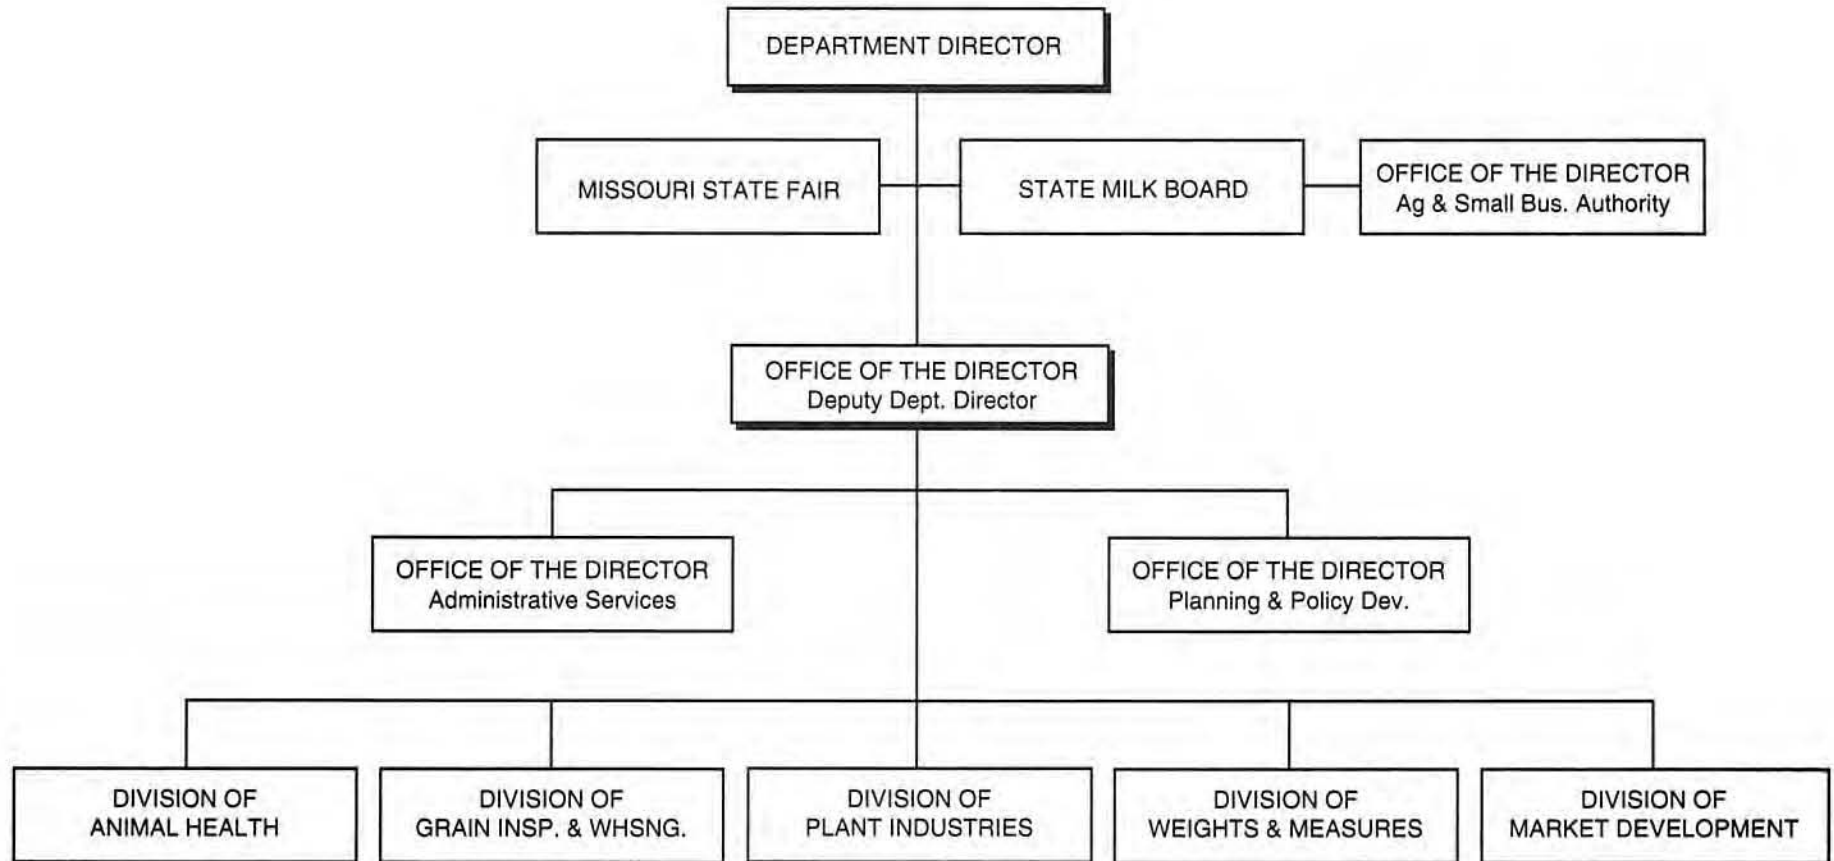 DEPARTMENT DIRECTOR
MISSOURI STATE FAIR
STATE MILK BOARD
OFFICE OF THE DIRECTOR
Ag & Small Bus. Authority
OFFICE OF THE DIRECTOR
Deputy Dept. Director
OFFICE OF THE DIRECTOR
Administrative Services
OFFICE OF THE DIRECTOR
Planning & Policy Dev.
DIVISION OF
ANIMAL HEALTH
DIVISION OF
GRAIN INSP. & WHSNG.
DIVISION OF
PLANT INDUSTRIES
DIVISION OF
WEIGHTS & MEASURES
DIVISION OF
MARKET DEVELOPMENT